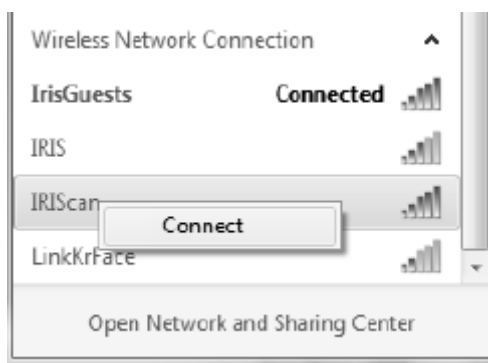 Wireless Network Connection
IrisGuests Connected
IRIS
IRIScan
Connect
LinkKrFace
Open Network and Sharing Center